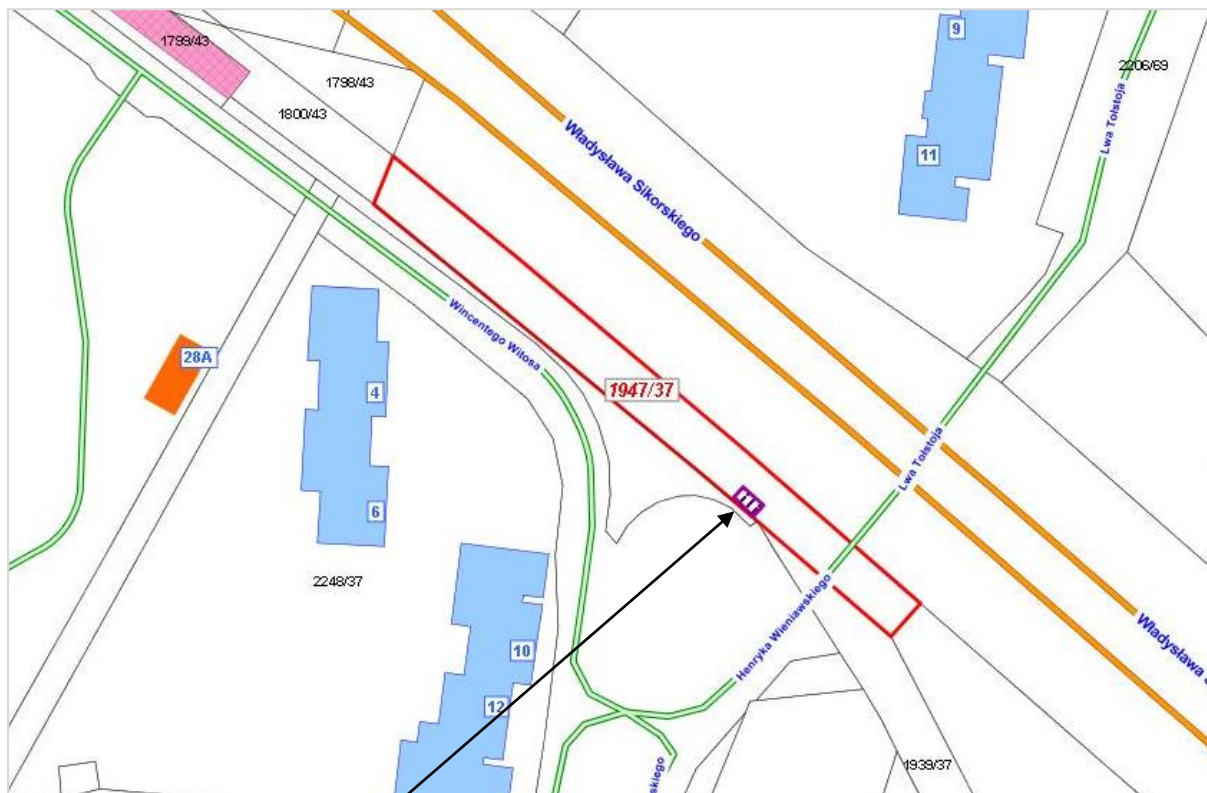 1799/43
9
2206/69
1798/43
1800/43
Władysława Sikorskiego
Lwa Tołstoja
11
Wincentego Witosa
28A
4
1947/37
Lwa Tołstoja
6
2248/37
Henryka Wieniawskiego
10
12
Władysława S
1939/37
skiego